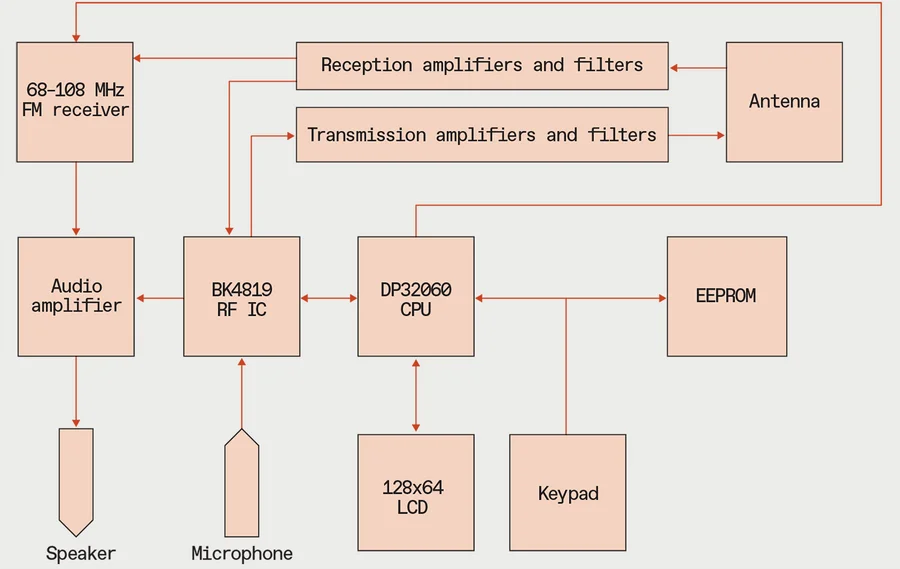 Reception amplifiers and filters
68-108 MHz
FM receiver
Antenna
Transmission amplifiers and filters
Audio
amplifier
BK4819
RF IC
DP32060
CPU
EEPROM
128x64
LCD
Keypad
Speaker
Microphone